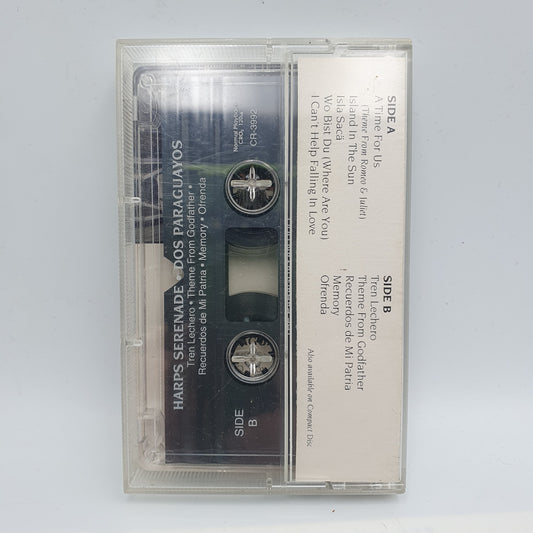 SIDE A
A Time For Us
(Theme From Romeo & Juliet)
Island In The Sun
Isla Sacä
Wo Bist Du (Where Are You)
I Can't Help Falling In Love
SIDE B
Tren Lechero
Theme From Godfather
Recuerdos de Mi Patria
Memory
Ofrenda
Also available on Compact Disc
CR-3992
HARPS SERENADE • DOS PARAGUAYOS
Tren Lechero • Theme From Godfather •
Recuerdos de Mi Patria • Memory • Ofrenda
SIDE
B